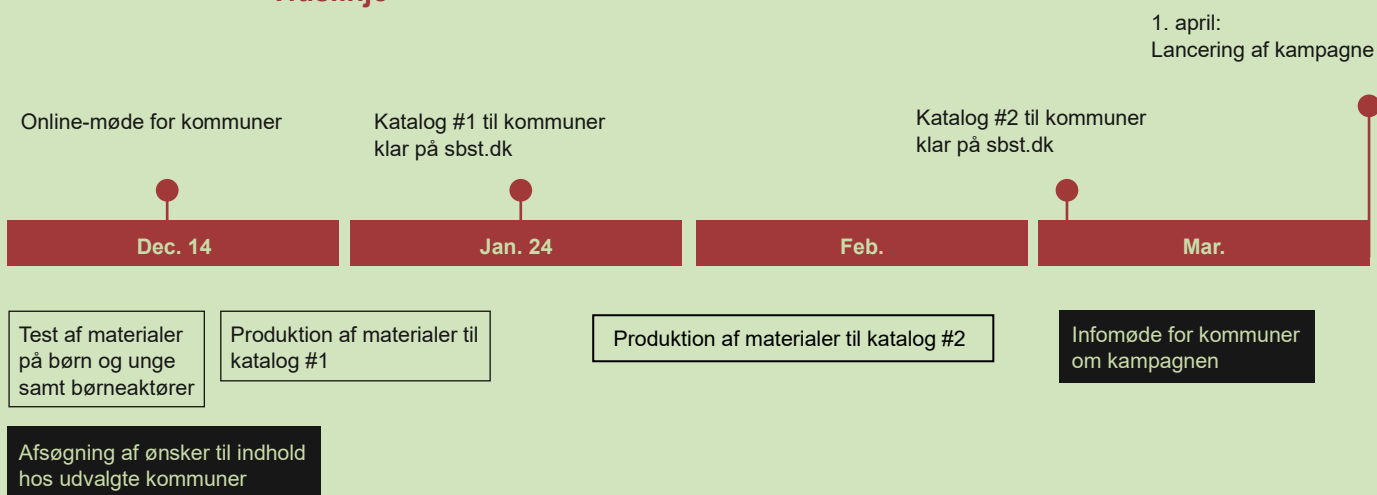 Tidslinje
1. april:
Lancering af kampagne
Online-møde for kommuner
Katalog #1 til kommuner
klar på sbst.dk
Katalog #2 til kommuner
klar på sbst.dk
Dec. 14
Jan. 24
Feb.
Mar.
Test af materialer
på børn og unge
samt børneaktører
Produktion af materialer til
katalog #1
Produktion af materialer til katalog #2
Infomøde for kommuner
om kampagnen
Afsøgning af ønsker til indhold
hos udvalgte kommuner